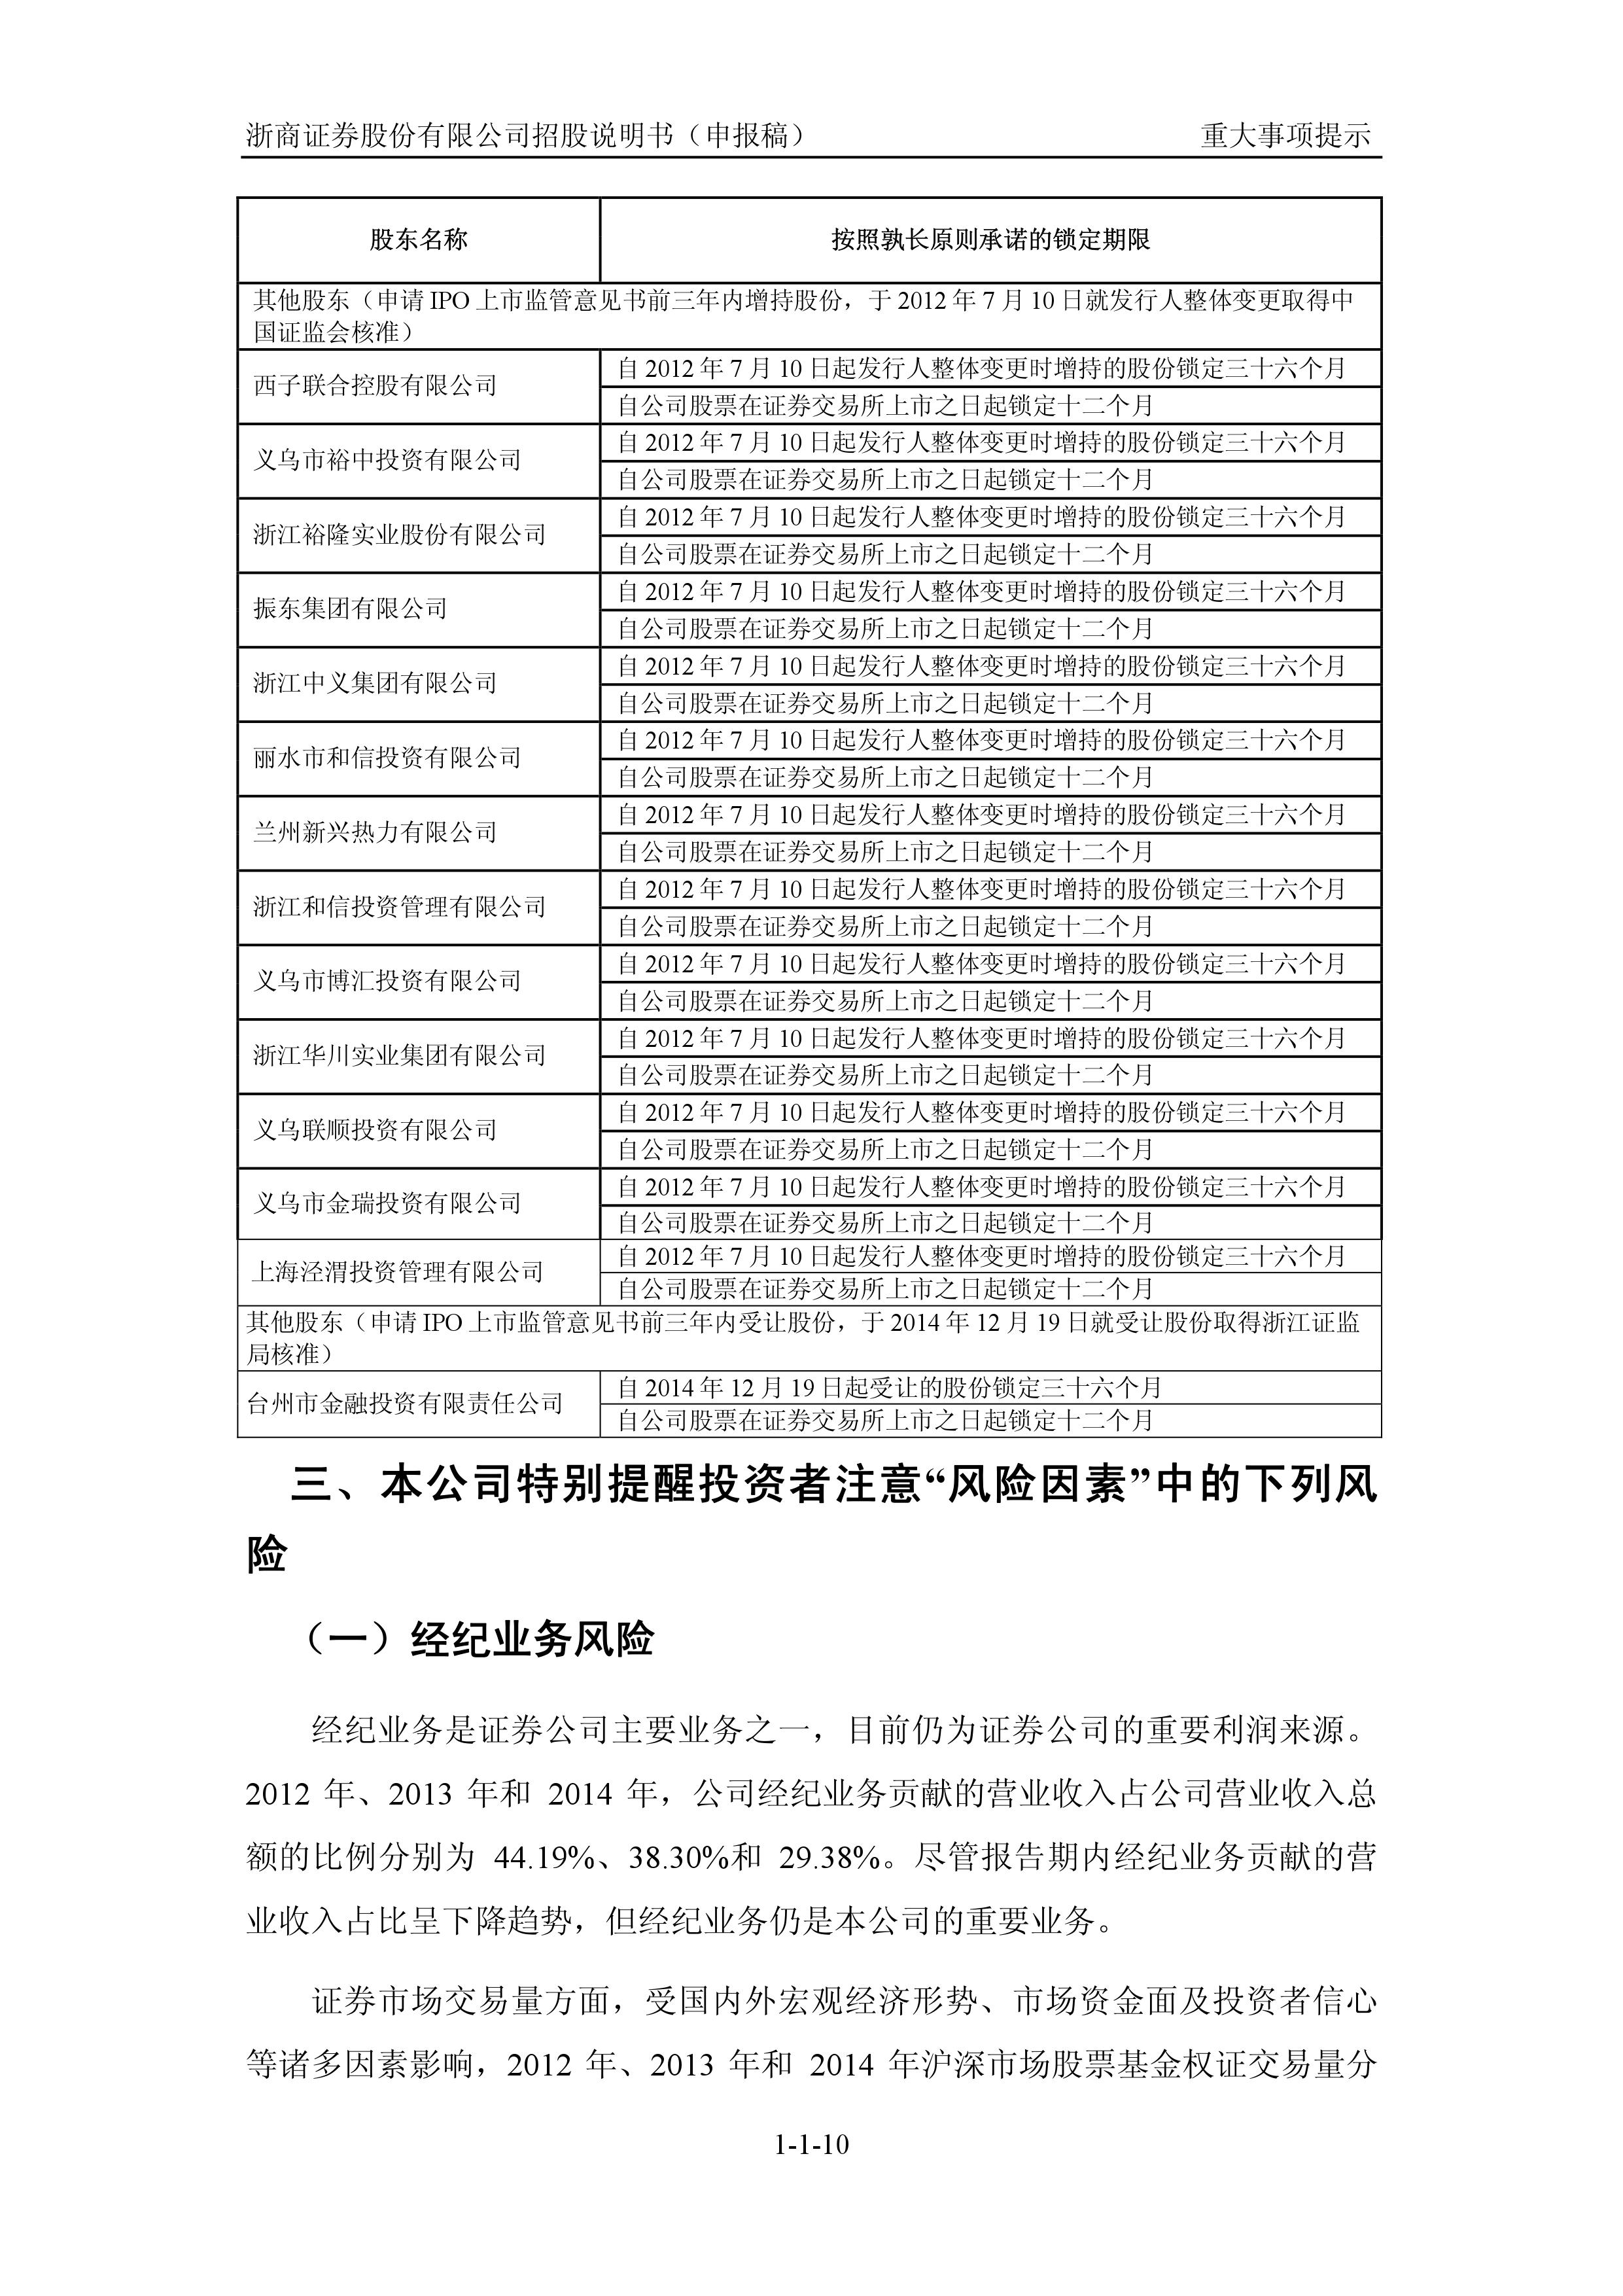 浙商证券股份有限公司招股说明书（申报稿） 重大事项提示
股东名称 按照孰长原则承诺的锁定期限
其他股东（申请 IPO 上市监管意见书前三年内增持股份，于 2012 年 7 月 10 日就发行人整体变更取得中
国证监会核准）
西子联合控股有限公司
自 2012 年 7 月 10 日起发行人整体变更时增持的股份锁定三十六个月
自公司股票在证券交易所上市之日起锁定十二个月
义乌市裕中投资有限公司
自 2012 年 7 月 10 日起发行人整体变更时增持的股份锁定三十六个月
自公司股票在证券交易所上市之日起锁定十二个月
浙江裕隆实业股份有限公司
自 2012 年 7 月 10 日起发行人整体变更时增持的股份锁定三十六个月
自公司股票在证券交易所上市之日起锁定十二个月
振东集团有限公司
自 2012 年 7 月 10 日起发行人整体变更时增持的股份锁定三十六个月
自公司股票在证券交易所上市之日起锁定十二个月
浙江中义集团有限公司
自 2012 年 7 月 10 日起发行人整体变更时增持的股份锁定三十六个月
自公司股票在证券交易所上市之日起锁定十二个月
丽水市和信投资有限公司
自 2012 年 7 月 10 日起发行人整体变更时增持的股份锁定三十六个月
自公司股票在证券交易所上市之日起锁定十二个月
兰州新兴热力有限公司
自 2012 年 7 月 10 日起发行人整体变更时增持的股份锁定三十六个月
自公司股票在证券交易所上市之日起锁定十二个月
浙江和信投资管理有限公司
自 2012 年 7 月 10 日起发行人整体变更时增持的股份锁定三十六个月
自公司股票在证券交易所上市之日起锁定十二个月
义乌市博汇投资有限公司
自 2012 年 7 月 10 日起发行人整体变更时增持的股份锁定三十六个月
自公司股票在证券交易所上市之日起锁定十二个月
浙江华川实业集团有限公司
自 2012 年 7 月 10 日起发行人整体变更时增持的股份锁定三十六个月
自公司股票在证券交易所上市之日起锁定十二个月
义乌联顺投资有限公司
自 2012 年 7 月 10 日起发行人整体变更时增持的股份锁定三十六个月
自公司股票在证券交易所上市之日起锁定十二个月
义乌市金瑞投资有限公司
自 2012 年 7 月 10 日起发行人整体变更时增持的股份锁定三十六个月
自公司股票在证券交易所上市之日起锁定十二个月
上海泾渭投资管理有限公司
自 2012 年 7 月 10 日起发行人整体变更时增持的股份锁定三十六个月
自公司股票在证券交易所上市之日起锁定十二个月
其他股东（申请 IPO 上市监管意见书前三年内受让股份，于 2014 年 12 月 19 日就受让股份取得浙江证监
局核准）
台州市金融投资有限责任公司
自 2014 年 12 月 19 日起受让的股份锁定三十六个月
自公司股票在证券交易所上市之日起锁定十二个月
三、本公司特别提醒投资者注意“风险因素”中的下列风
险
（一）经纪业务风险
经纪业务是证券公司主要业务之一，目前仍为证券公司的重要利润来源。
2012 年、2013 年和 2014 年，公司经纪业务贡献的营业收入占公司营业收入总
额的比例分别为 44.19%、38.30%和 29.38%。尽管报告期内经纪业务贡献的营
业收入占比呈下降趋势，但经纪业务仍是本公司的重要业务。
证券市场交易量方面，受国内外宏观经济形势、市场资金面及投资者信心
等诸多因素影响，2012 年、2013 年和 2014 年沪深市场股票基金权证交易量分
1-1-10